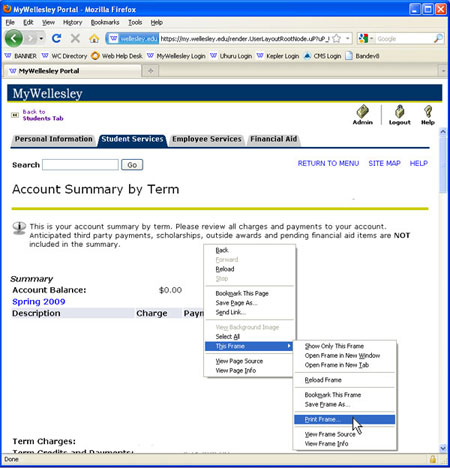 MyWellesley Portal - Mozilla Firefox
File Edit View History Bookmarks Tools Help
wellesley.edu https://my.wellesley.edu/render.UserLayoutRootNode.uP?uP_
BANNER WC Directory Web Help Desk MyWellesley Login Uhuru Login Kepler Login CMS Login Bandev8
MyWellesley Portal
MyWellesley
Back to
Students Tab
Admin Logout Help
Personal Information Student Services Employee Services Financial Aid
Search Go RETURN TO MENU SITE MAP HELP
Account Summary by Term
This is your account summary by term. Please review all charges and payments to your account.
Anticipated third party payments, scholarships, outside awards and pending financial aid items are NOT
included in the summary.
Summary
Account Balance: $0.00
Spring 2009
Description Charge Paym
Back
Forward
Reload
Stop
Bookmark This Page
Save Page As...
Send Link...
View Background Image
Select All
This Frame
View Page Source
View Page Info
Show Only This Frame
Open Frame in New Window
Open Frame in New Tab
Reload Frame
Bookmark This Frame
Save Frame As...
Print Frame...
View Frame Source
View Frame Info
Term Charges:
Term Credits and Payments:
Done